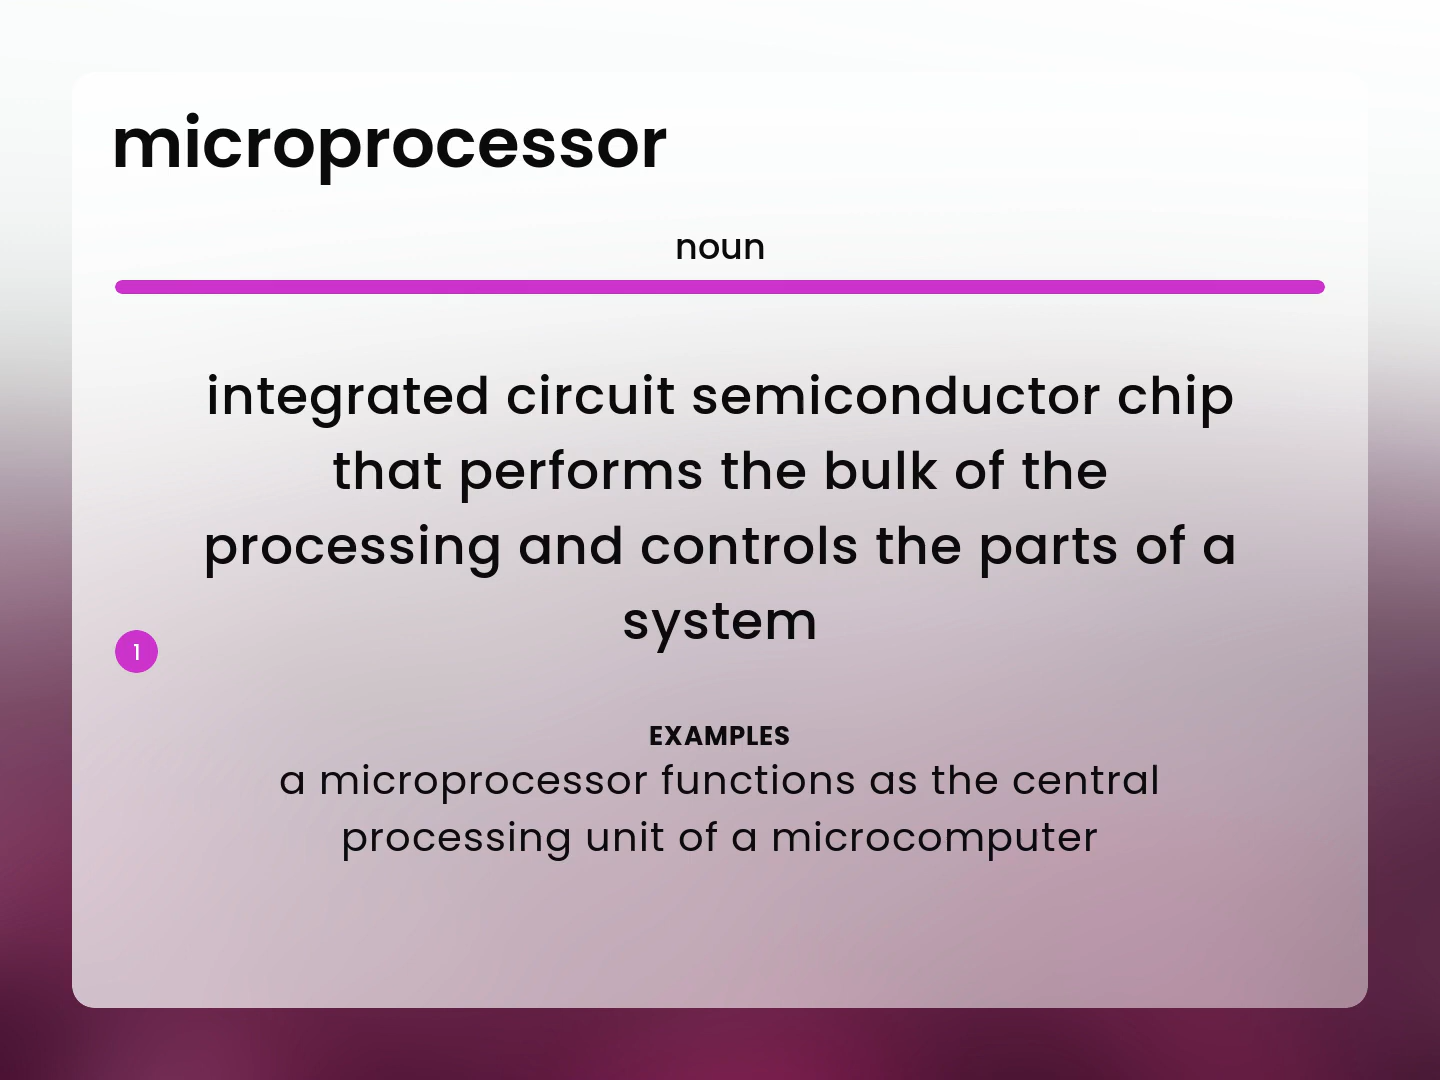 microprocessor
noun
integrated circuit semiconductor chip
that performs the bulk of the
processing and controls the parts of a
system
1
EXAMPLES
a microprocessor functions as the central
processing unit of a microcomputer